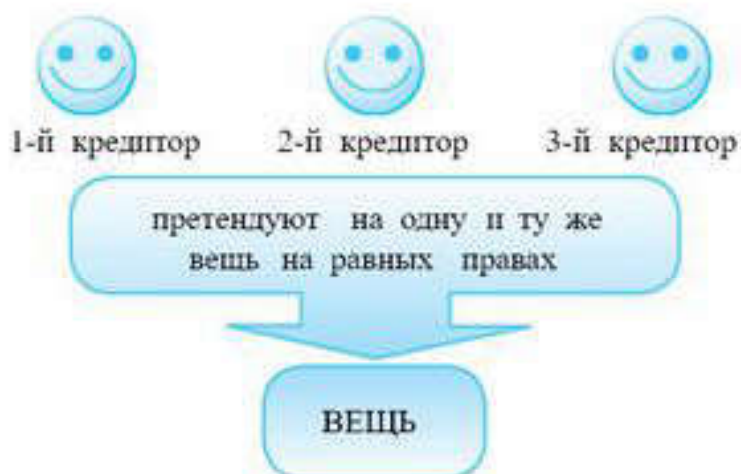 1-й кредитор 2-й кредитор 3-й кредитор
претендуют на одну и ту же
вещь на равных правах
ВЕЩЬ